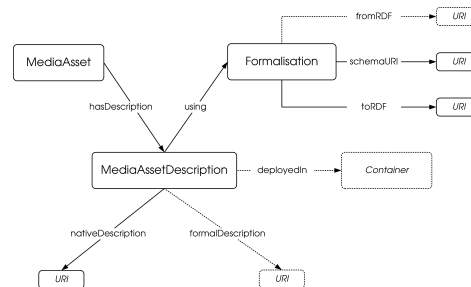 fromRDF
URI
MediaAsset
Formalisation
schemaURI
URI
hasDescription
using
toRDF
URI
MediaAssetDescription
deployedIn
Container
nativeDescription
formalDescription
URI
URI